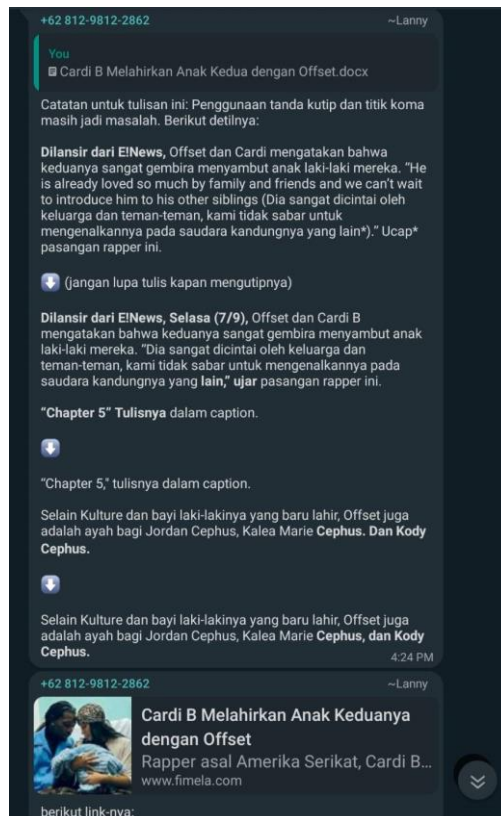 +62 812-9812-2862 ~Lanny
You
Cardi B Melahirkan Anak Kedua dengan Offset.docx
Catatan untuk tulisan ini: Penggunaan tanda kutip dan titik koma
masih jadi masalah. Berikut detilnya:
Dilansir dari E!News, Offset dan Cardi mengatakan bahwa
keduanya sangat gembira menyambut anak laki-laki mereka. “He
is already loved so much by family and friends and we can’t wait
to introduce him to his other siblings (Dia sangat dicintai oleh
keluarga dan teman-teman, kami tidak sabar untuk
mengenalkannya pada saudara kandungnya yang lain*).” Ucap*
pasangan rapper ini.
(jangan lupa tulis kapan mengutipnya)
Dilansir dari E!News, Selasa (7/9), Offset dan Cardi B
mengatakan bahwa keduanya sangat gembira menyambut anak
laki-laki mereka. “Dia sangat dicintai oleh keluarga dan
teman-teman, kami tidak sabar untuk mengenalkannya pada
saudara kandungnya yang lain,” ujar pasangan rapper ini.
“Chapter 5” Tulisnya dalam caption.
“Chapter 5,” tulisnya dalam caption.
Selain Kulture dan bayi laki-lakinya yang baru lahir, Offset juga
adalah ayah bagi Jordan Cephus, Kalea Marie Cephus. Dan Kody
Cephus.
Selain Kulture dan bayi laki-lakinya yang baru lahir, Offset juga
adalah ayah bagi Jordan Cephus, Kalea Marie Cephus, dan Kody
Cephus.
4:24 PM
+62 812-9812-2862 ~Lanny
Cardi B Melahirkan Anak Keduanya
dengan Offset
Rapper asal Amerika Serikat, Cardi B...
www.fimela.com
berikut link-nya: